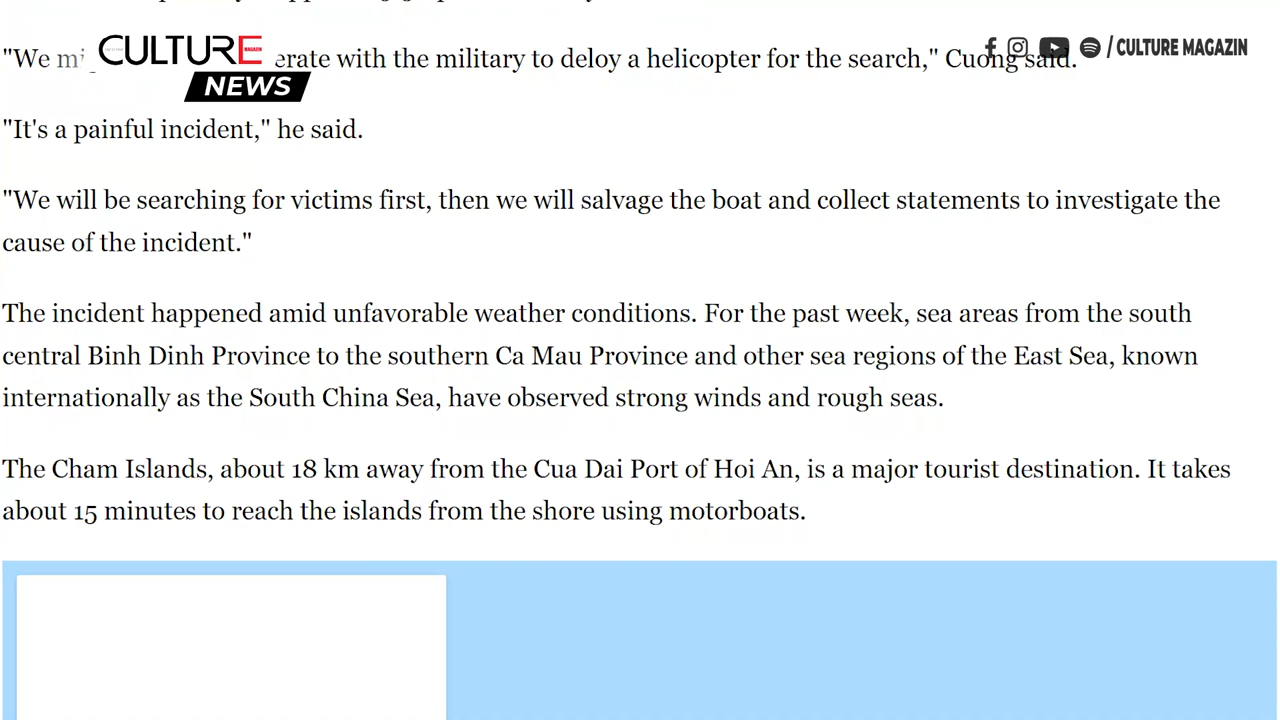 CULTURE
MAGAZIN
NEWS
/ CULTURE MAGAZIN
"We erate with the military to deloy a helicopter for the search," Cuong said.
"It's a painful incident," he said.
"We will be searching for victims first, then we will salvage the boat and collect statements to investigate the
cause of the incident."
The incident happened amid unfavorable weather conditions. For the past week, sea areas from the south
central Binh Dinh Province to the southern Ca Mau Province and other sea regions of the East Sea, known
internationally as the South China Sea, have observed strong winds and rough seas.
The Cham Islands, about 18 km away from the Cua Dai Port of Hoi An, is a major tourist destination. It takes
about 15 minutes to reach the islands from the shore using motorboats.